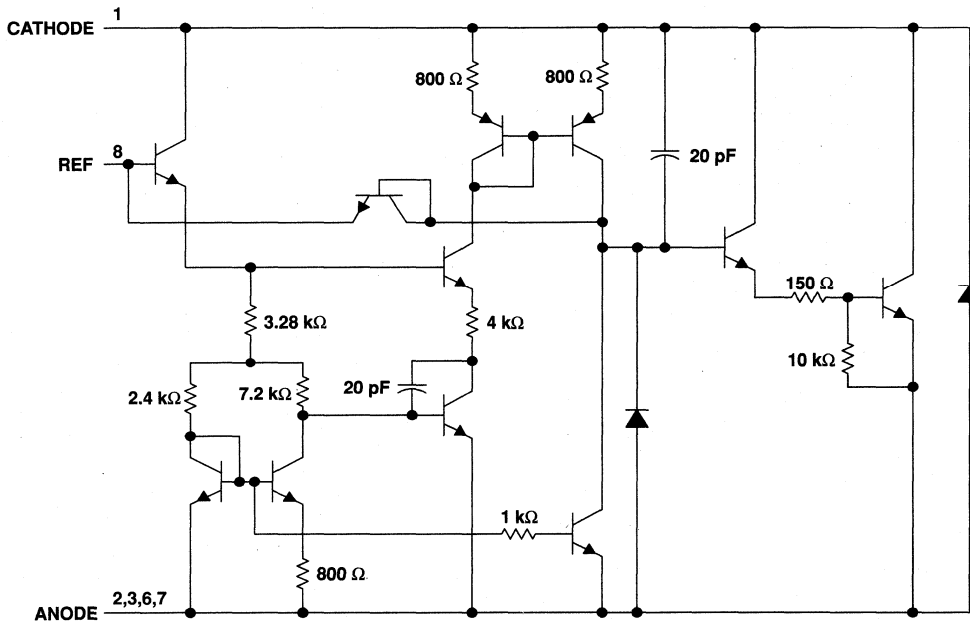 CATHODE 1
800 Ω 800 Ω
REF 8
20 pF
150 Ω
3.28 kΩ
4 kΩ
10 kΩ
2.4 kΩ 7.2 kΩ 20 pF
1 kΩ
800 Ω
ANODE 2,3,6,7